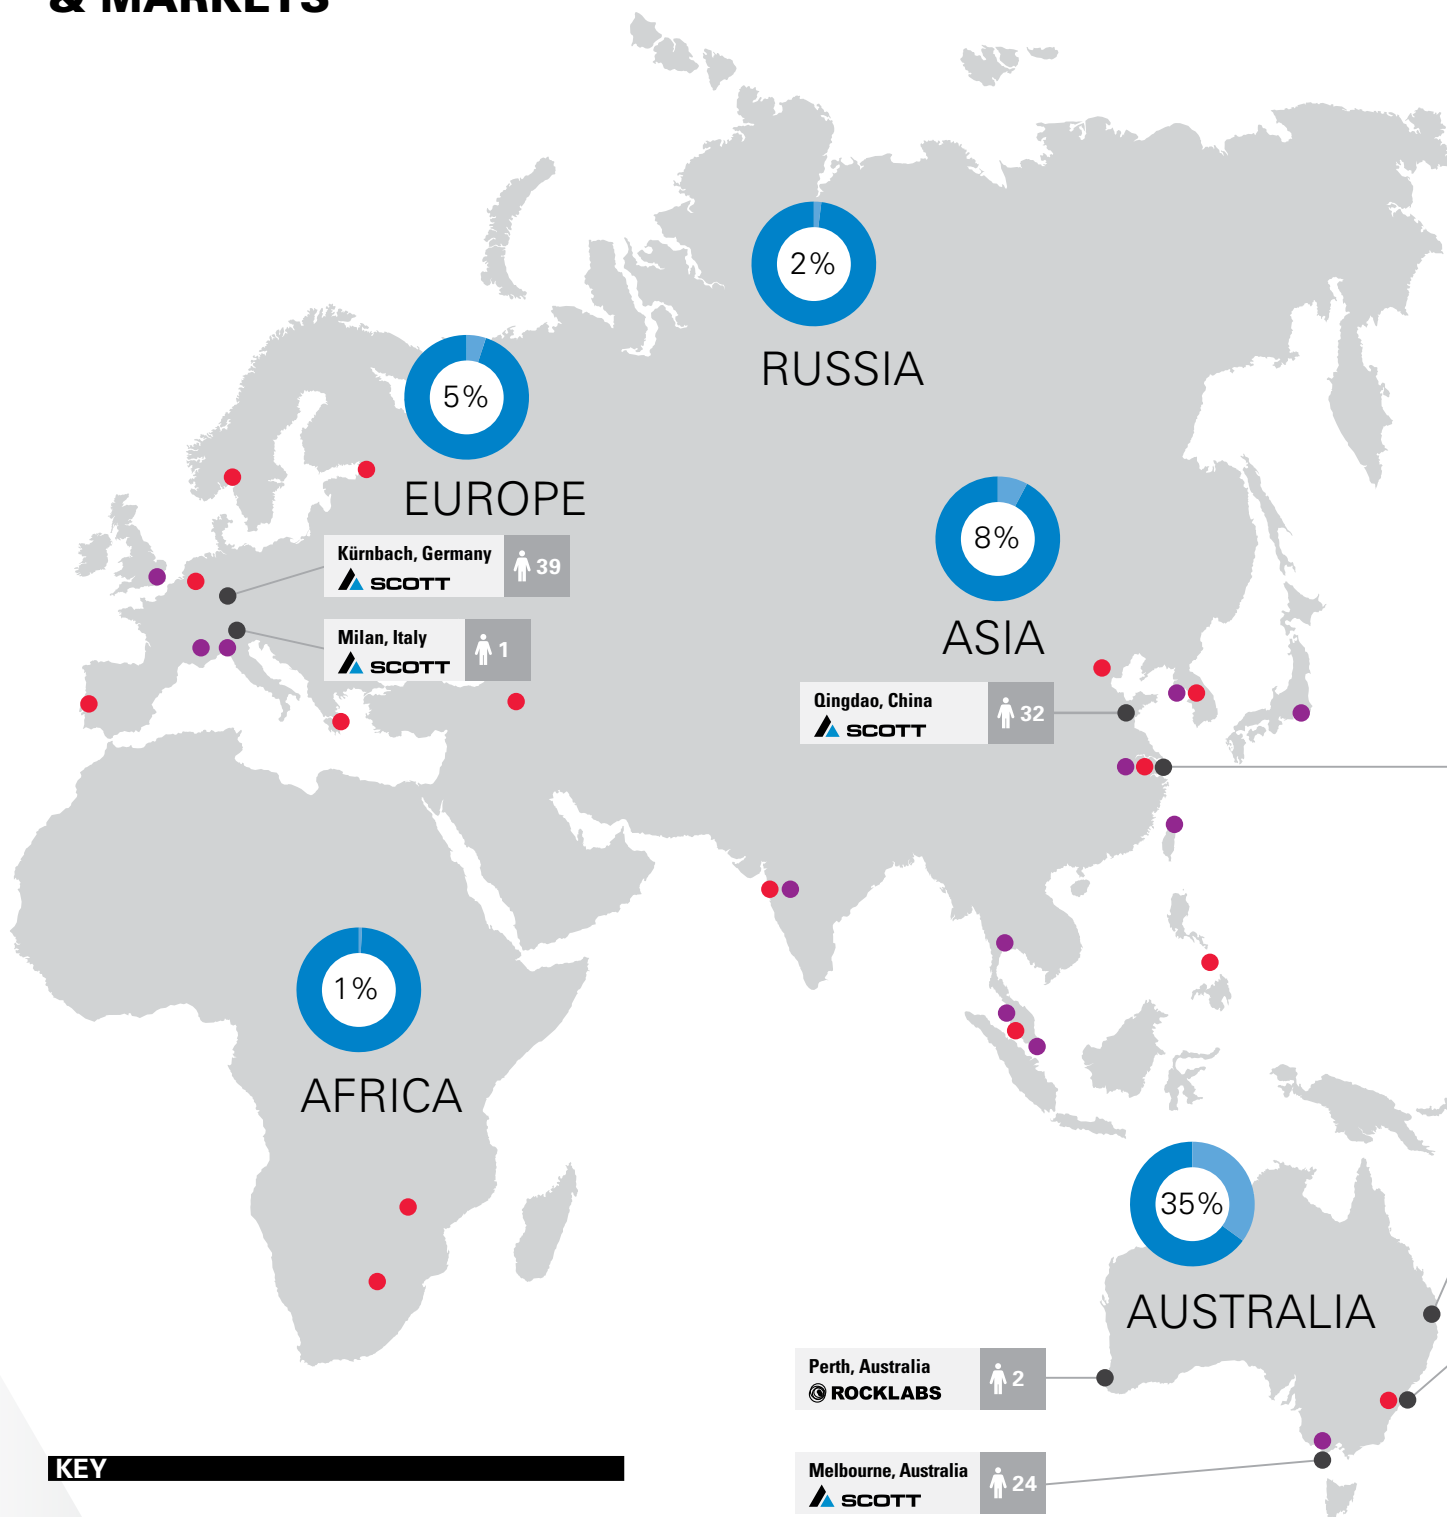 & MARKETS
2%
RUSSIA
5%
EUROPE
Kürnbach, Germany
SCOTT
39
Milan, Italy
SCOTT
1
8%
ASIA
Qingdao, China
SCOTT
32
1%
AFRICA
35%
AUSTRALIA
Perth, Australia
ROCKLABS
2
Melbourne, Australia
SCOTT
24
KEY